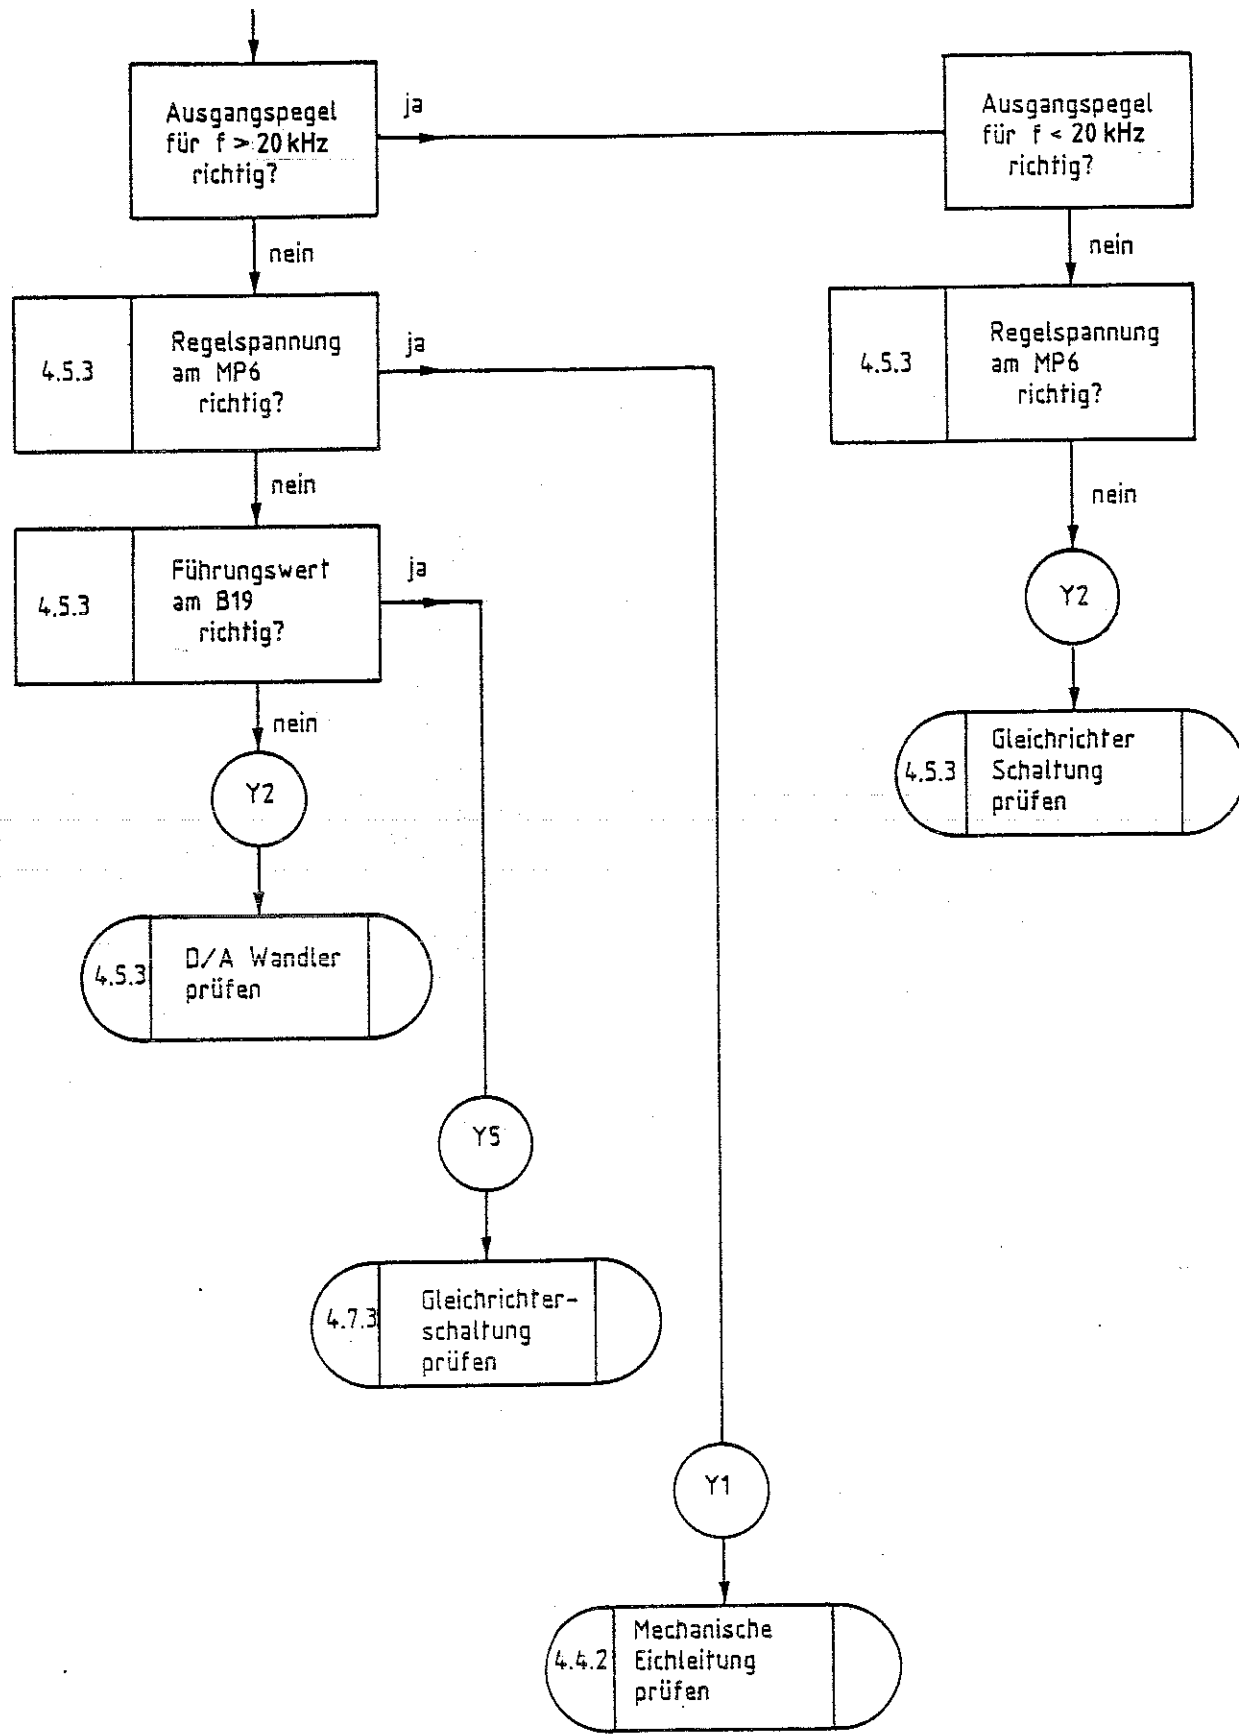 Ausgangspegel
für f > 20 kHz
richtig?
ja
Ausgangspegel
für f < 20 kHz
richtig?
nein
nein
4.5.3
Regelspannung
am MP6
richtig?
ja
4.5.3
Regelspannung
am MP6
richtig?
nein
nein
4.5.3
Führungswert
am B19
richtig?
ja
Y2
nein
4.5.3
Gleichrichter
Schaltung
prüfen
Y2
4.5.3
D/A Wandler
prüfen
Y5
4.7.3
Gleichrichter-
schaltung
prüfen
Y1
4.4.2
Mechanische
Eichleitung
prüfen